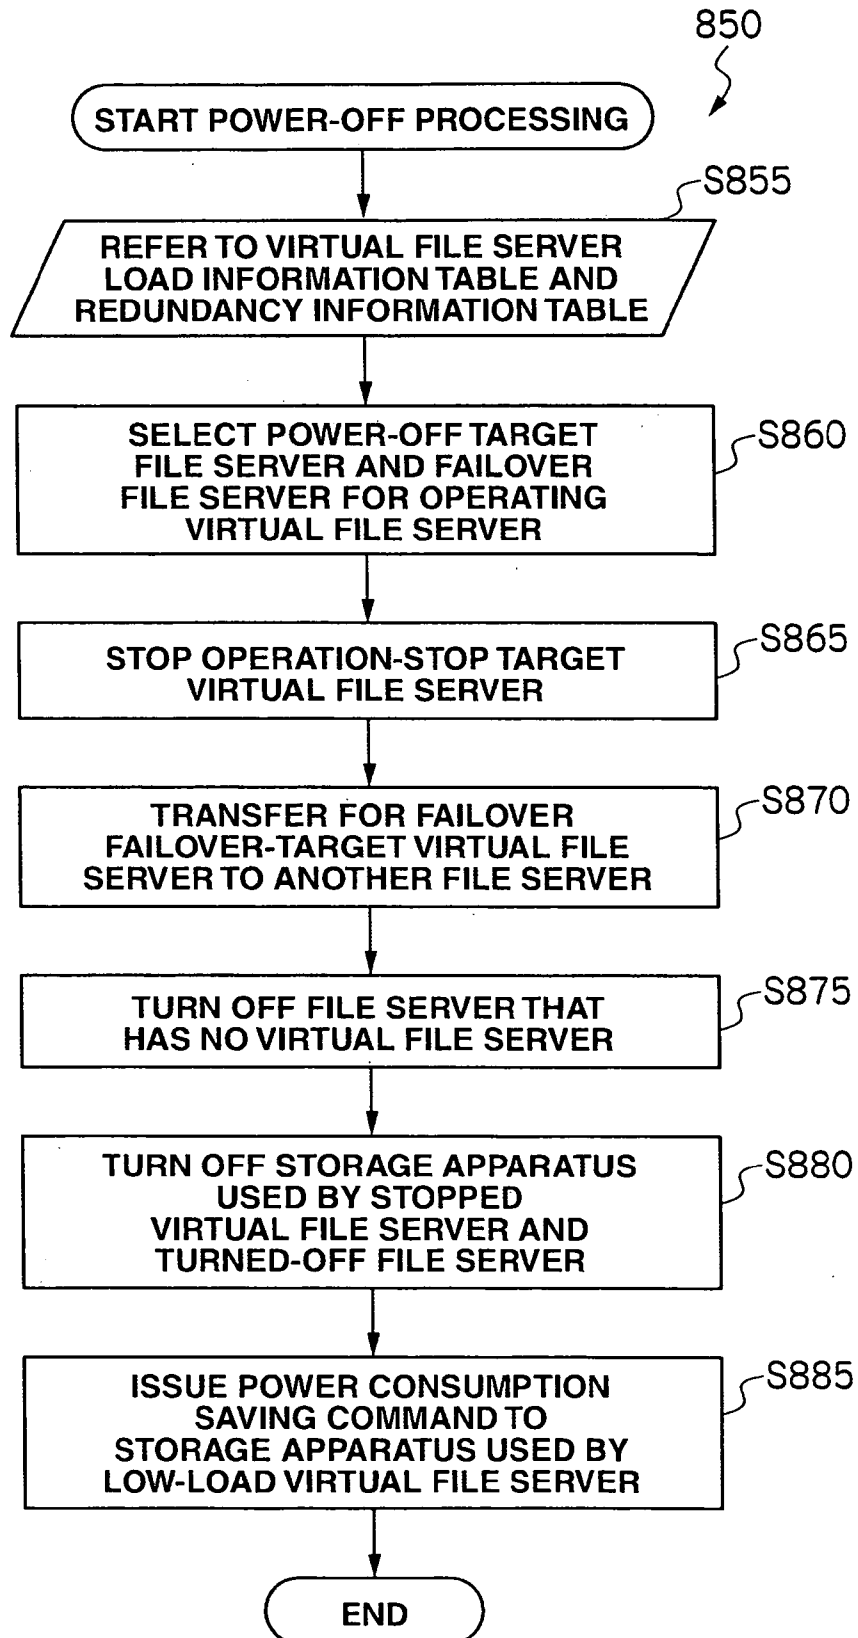 850
START POWER-OFF PROCESSING
S855
REFER TO VIRTUAL FILE SERVER
LOAD INFORMATION TABLE AND
REDUNDANCY INFORMATION TABLE
S860
SELECT POWER-OFF TARGET
FILE SERVER AND FAILOVER
FILE SERVER FOR OPERATING
VIRTUAL FILE SERVER
S865
STOP OPERATION-STOP TARGET
VIRTUAL FILE SERVER
S870
TRANSFER FOR FAILOVER
FAILOVER-TARGET VIRTUAL FILE
SERVER TO ANOTHER FILE SERVER
S875
TURN OFF FILE SERVER THAT
HAS NO VIRTUAL FILE SERVER
S880
TURN OFF STORAGE APPARATUS
USED BY STOPPED
VIRTUAL FILE SERVER AND
TURNED-OFF FILE SERVER
S885
ISSUE POWER CONSUMPTION
SAVING COMMAND TO
STORAGE APPARATUS USED BY
LOW-LOAD VIRTUAL FILE SERVER
END